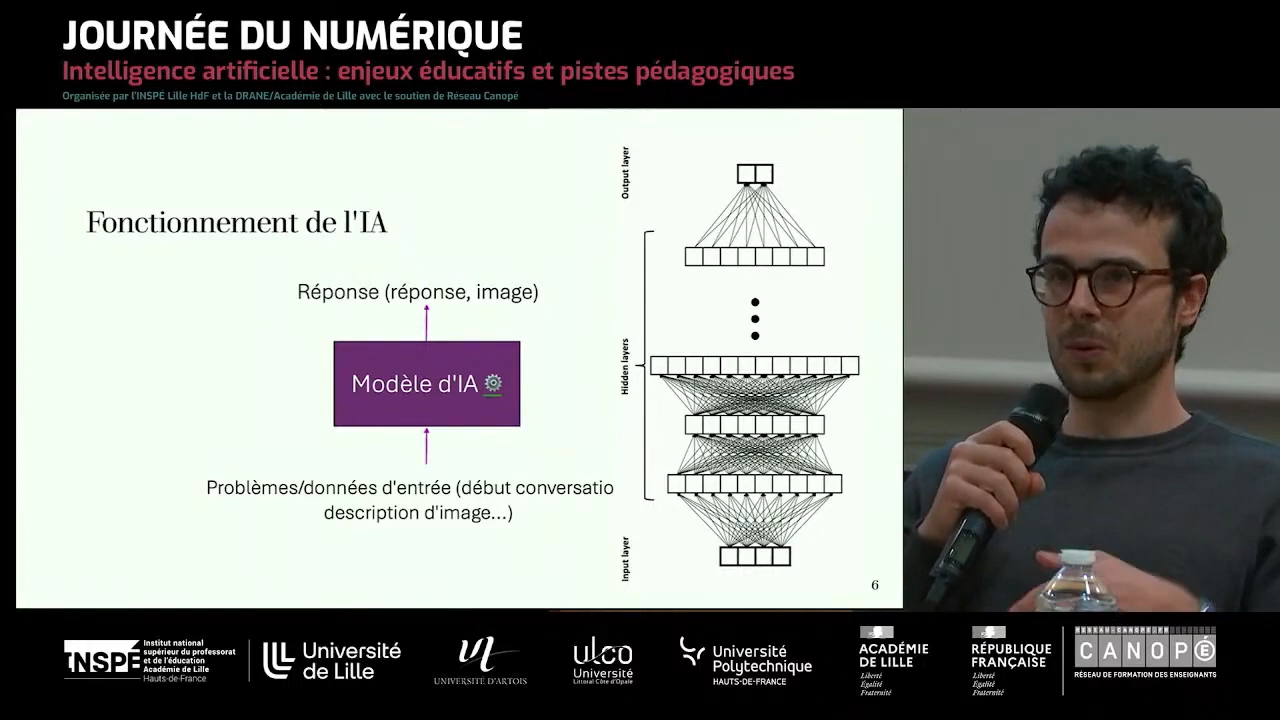 JOURNÉE DU NUMÉRIQUE
Intelligence artificielle : enjeux éducatifs et pistes pédagogiques
Organisée par l'INSPÉ Lille HdF et la DRANE/Académie de Lille avec le soutien de Réseau Canopé
Fonctionnement de l'IA
Réponse (réponse, image)
Modèle d'IA
Problèmes/données d'entrée (début conversatio
description d'image...)
Output layer
Hidden layers
Input layer
6
INSPÉ
Institut national
supérieur du professorat
et de l'éducation
Académie de Lille
Hauts-de-France
Université
de Lille
UNIVERSITÉ D'ARTOIS
ulco
Université
Littoral Côte d'Opale
Université
Polytechnique
HAUTS-DE-FRANCE
ACADÉMIE
DE LILLE
Liberté
Égalité
Fraternité
RÉPUBLIQUE
FRANÇAISE
Liberté
Égalité
Fraternité
CANOPÉ
RÉSEAU DE FORMATION DES ENSEIGNANTS